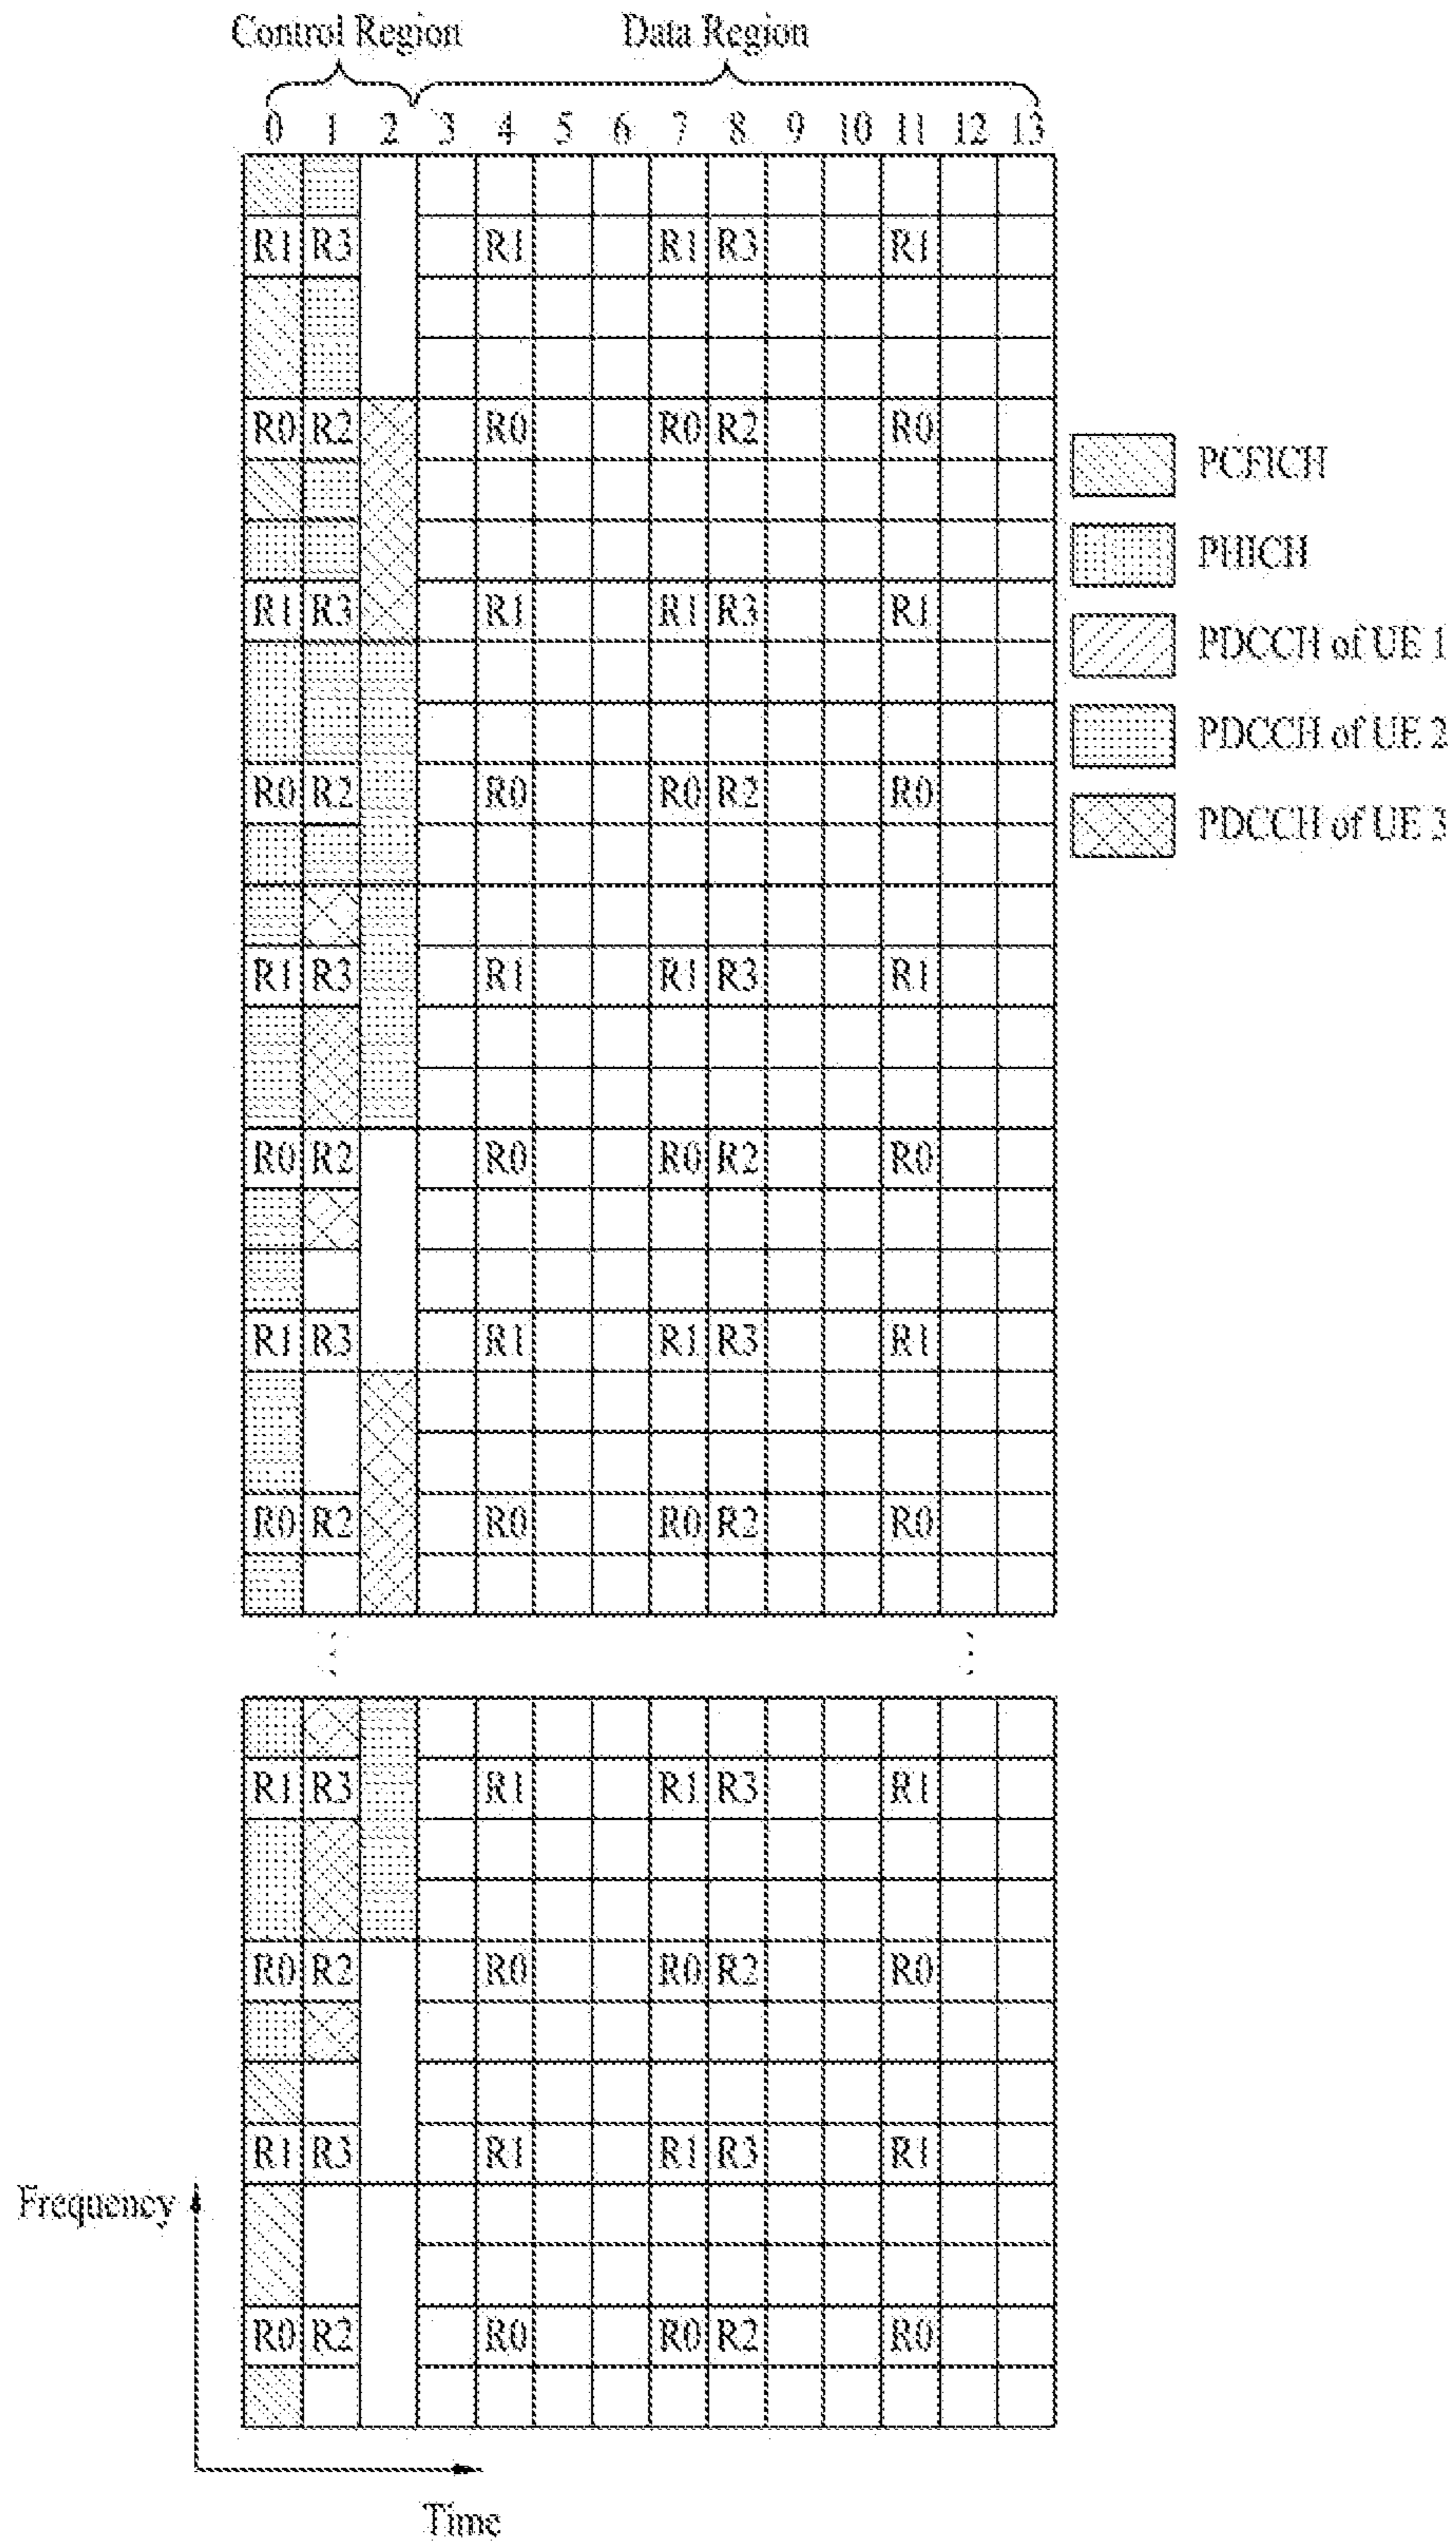 Control Region Data Region
0 1 2 3 4 5 6 7 8 9 10 11 12 13
R1 R3 R1 R1 R3 R1
R0 R2 R0 R0 R2 R0
PCFICH
PHICH
R1 R3 R1 R1 R3 R1
PDCCH of UE 1
PDCCH of UE 2
R0 R2 R0 R0 R2 R0
PDCCH of UE 3
R1 R3 R1 R1 R3 R1
R0 R2 R0 R0 R2 R0
R1 R3 R1 R1 R3 R1
R0 R2 R0 R0 R2 R0
R1 R3 R1 R1 R3 R1
R0 R2 R0 R0 R2 R0
R1 R3 R1 R1 R3 R1
Frequency
R0 R2 R0 R0 R2 R0
Time